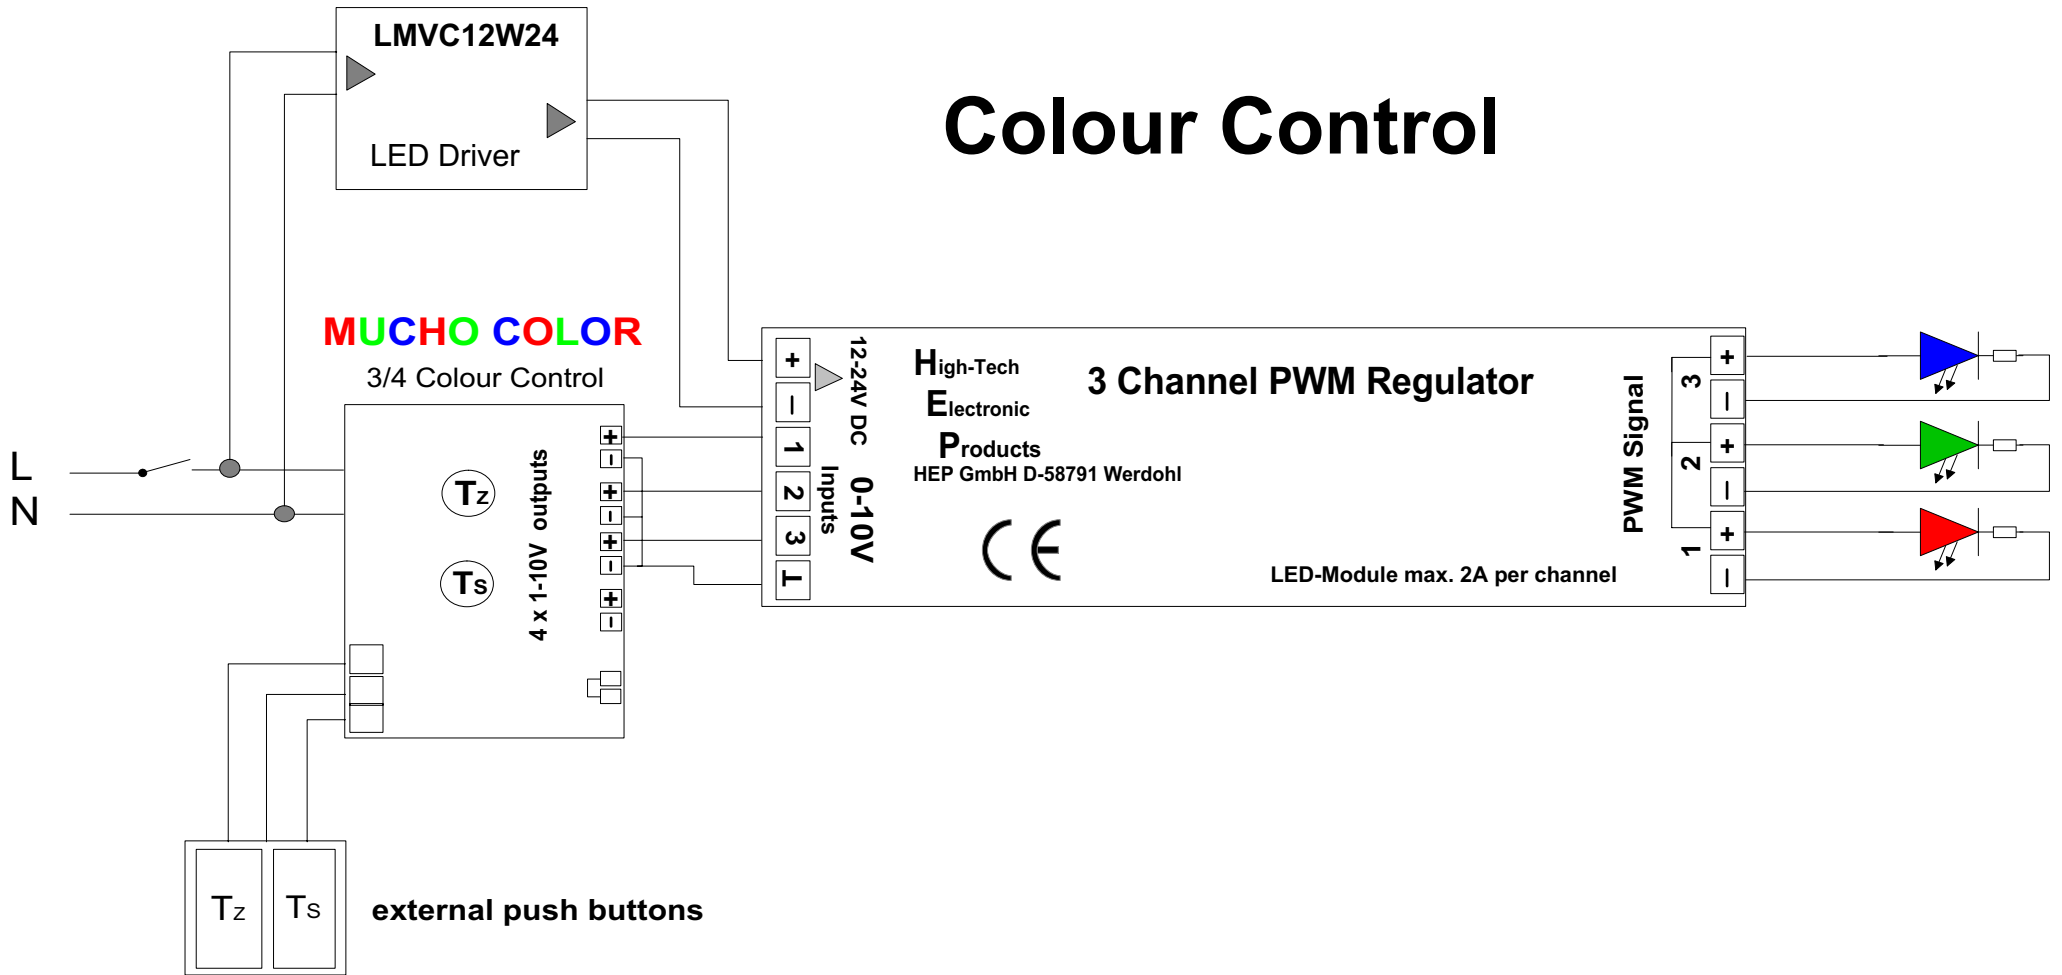 LMVC12W24
LED Driver
Colour Control
MUCHO COLOR
3/4 Colour Control
L
N
TZ
TS
4 x 1-10V outputs
+
-
+
-
+
-
+
-
+
-
1
2
3
⊥
12-24V DC
0-10V
Inputs
High-Tech
Electronic
Products
HEP GmbH D-58791 Werdohl
CE
3 Channel PWM Regulator
LED-Module max. 2A per channel
PWM Signal
3
2
1
+
-
+
-
+
-
TZ
TS
external push buttons